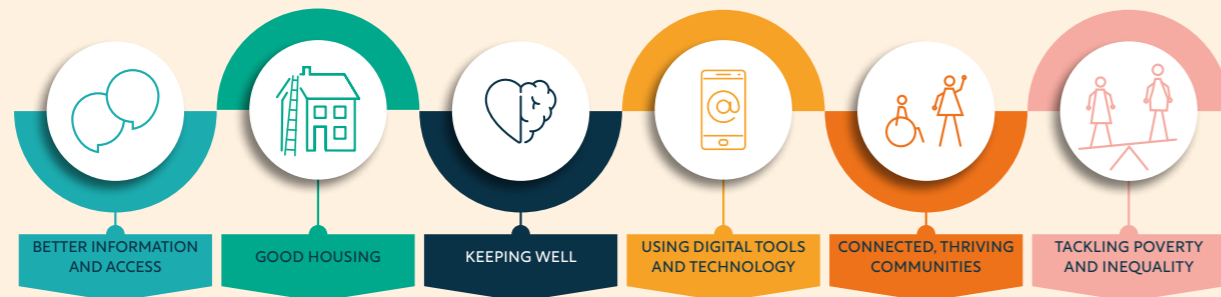 BETTER INFORMATION
AND ACCESS
GOOD HOUSING
KEEPING WELL
USING DIGITAL TOOLS
AND TECHNOLOGY
CONNECTED, THRIVING
COMMUNITIES
TACKLING POVERTY
AND INEQUALITY
@